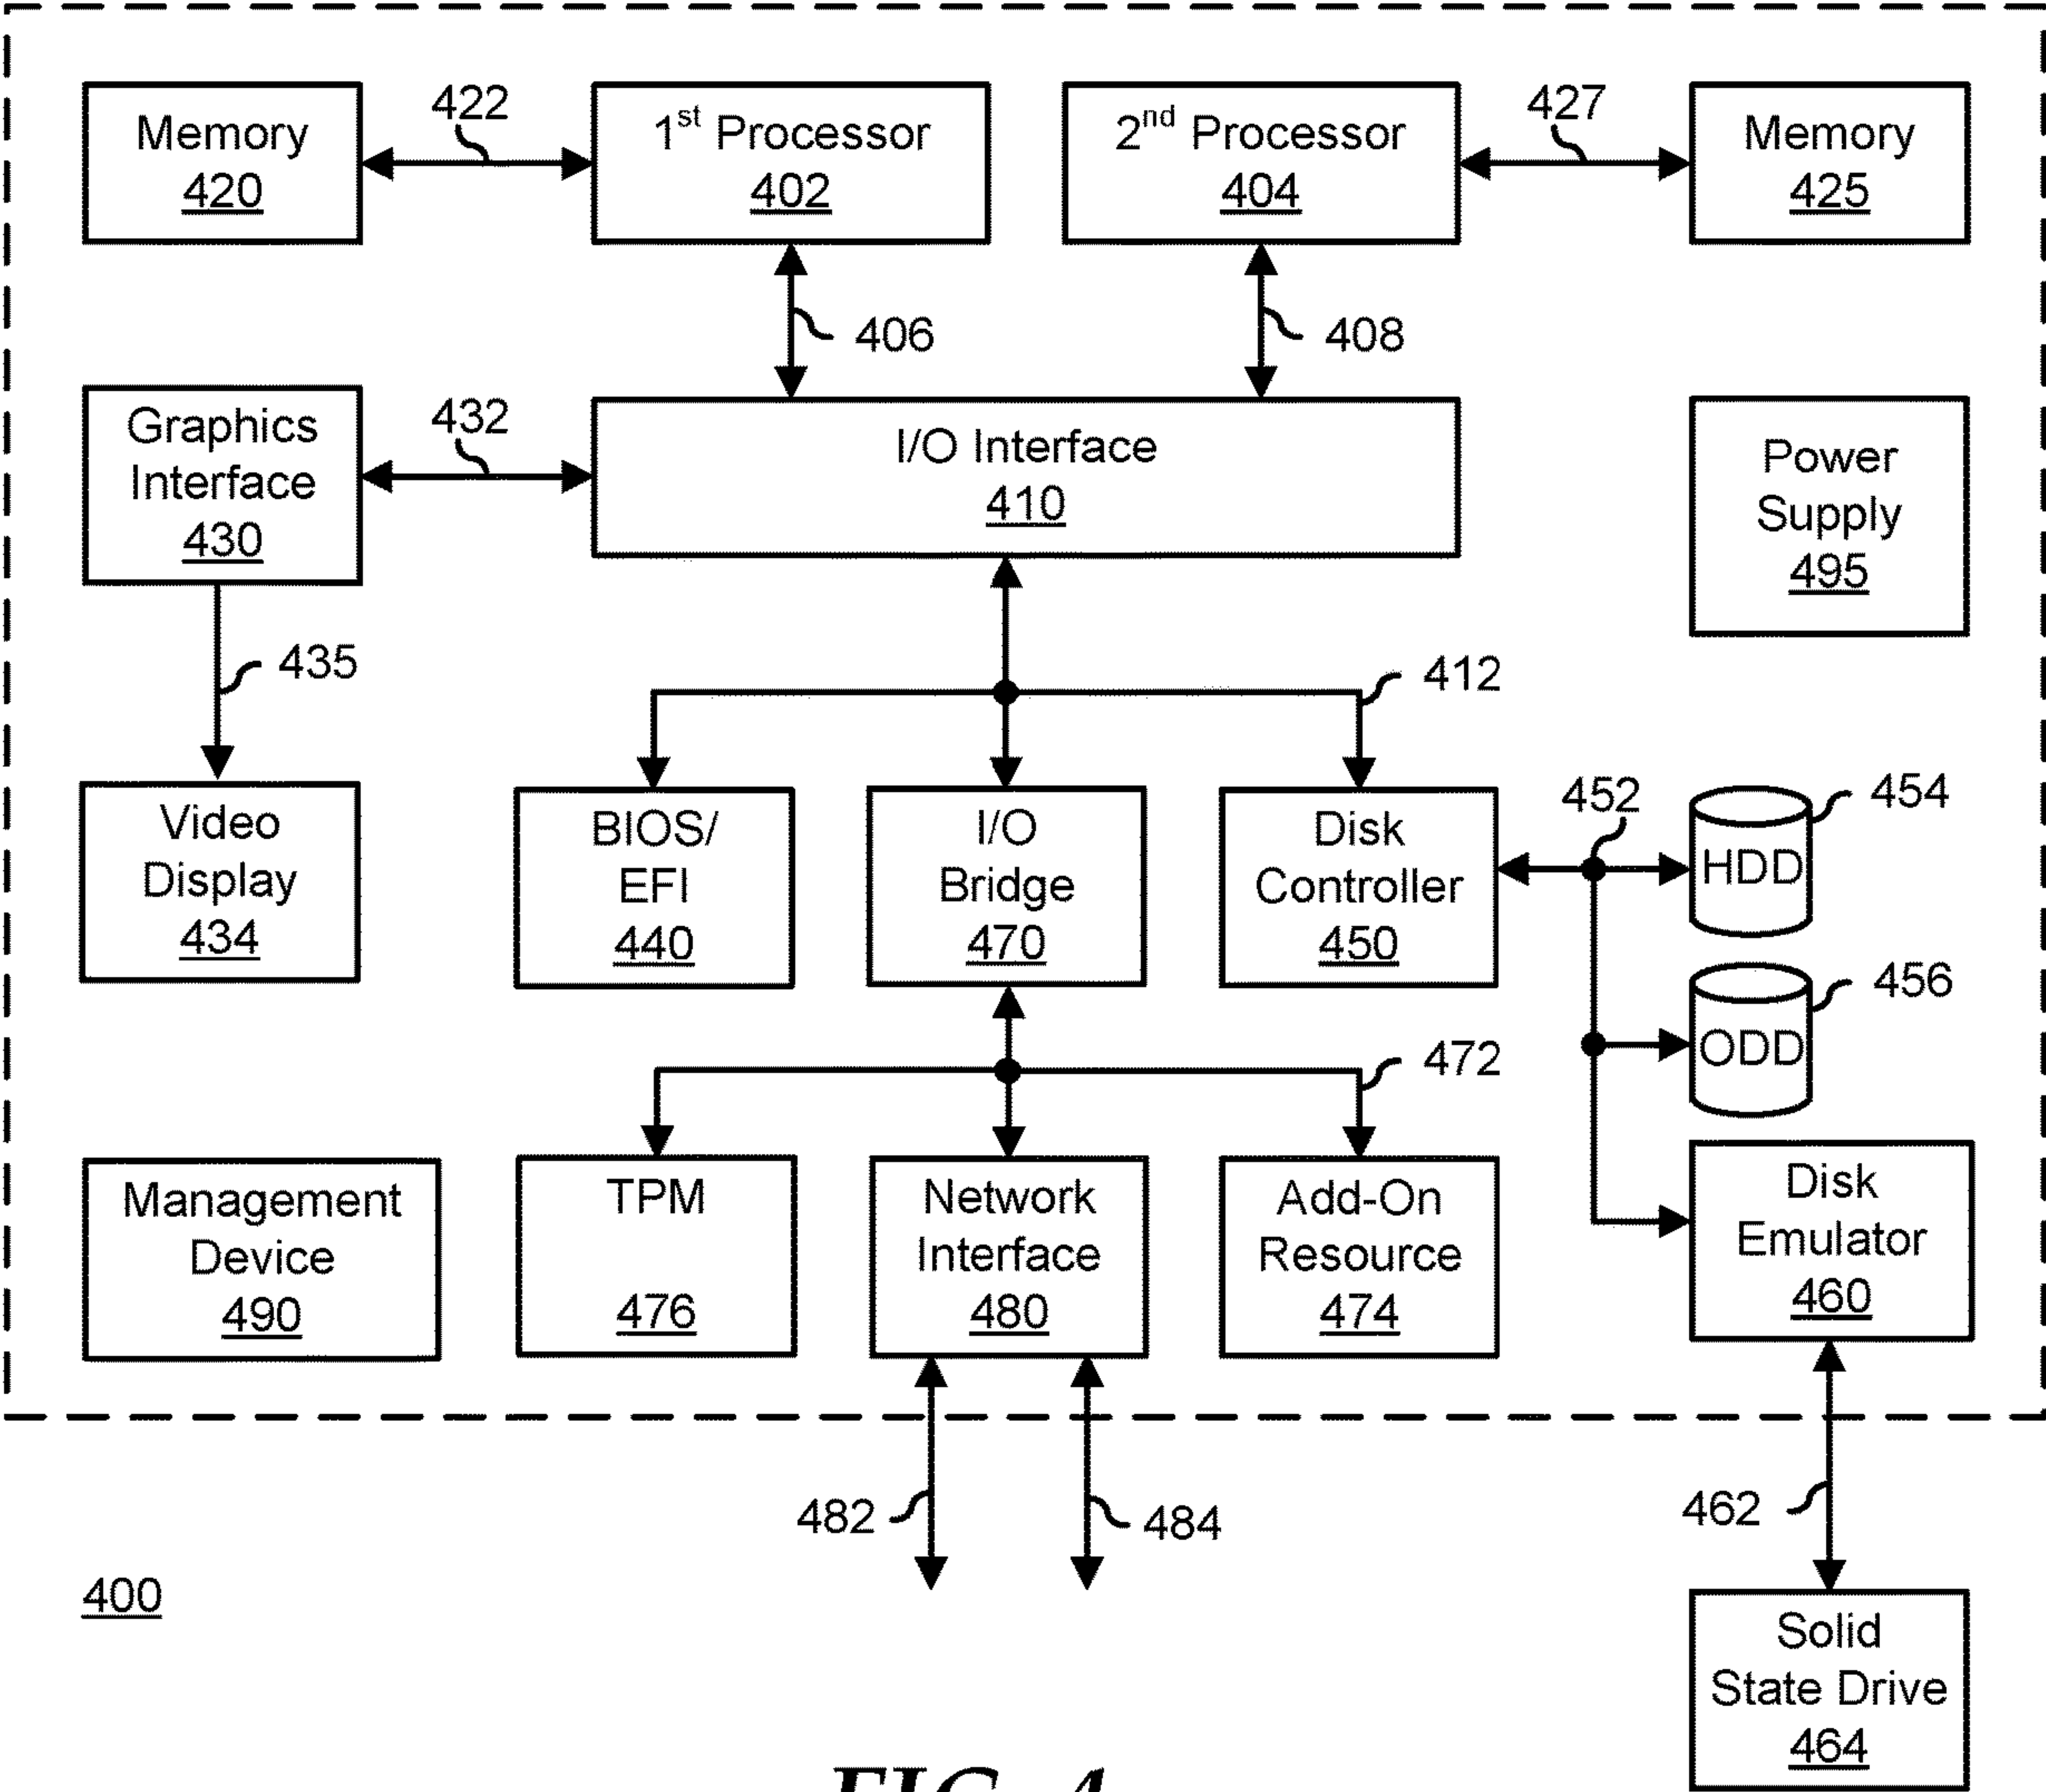 422
427
Memory
420
1st Processor
402
2nd Processor
404
Memory
425
406
408
Graphics
Interface
430
432
I/O Interface
410
Power
Supply
495
435
412
Video
Display
434
BIOS/
EFI
440
I/O
Bridge
470
Disk
Controller
450
452
454
HDD
456
ODD
472
Management
Device
490
TPM
476
Network
Interface
480
Add-On
Resource
474
Disk
Emulator
460
482
484
462
400
Solid
State Drive
464
FIG. 4